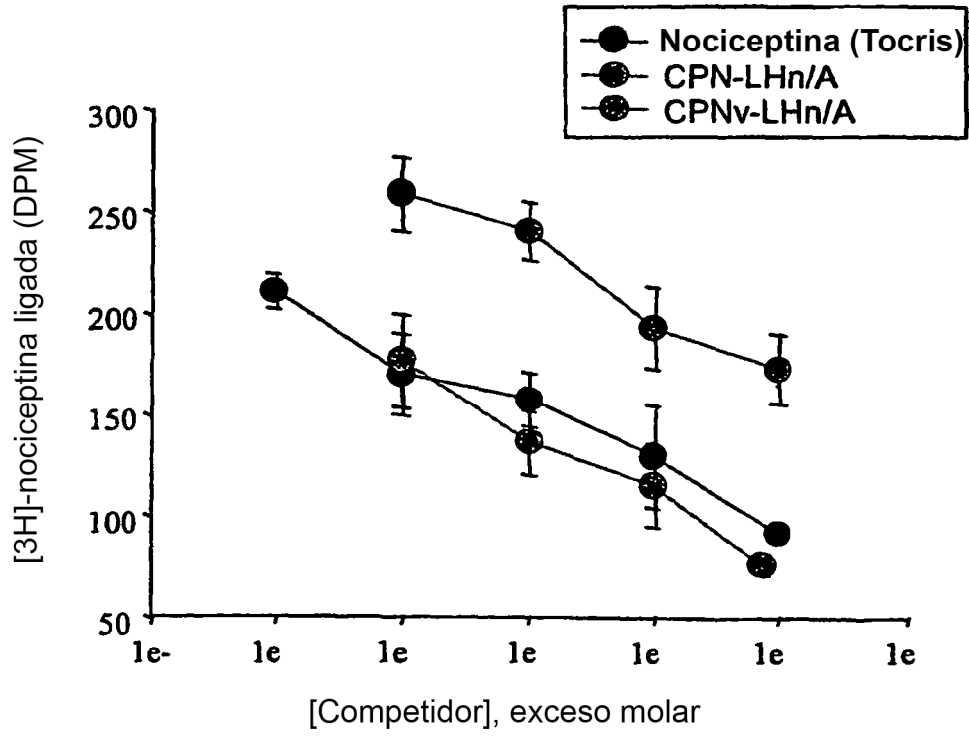 Nociceptina (Tocris)
CPN-LHn/A
CPNv-LHn/A
[3H]-nociceptina ligada (DPM)
300
250
200
150
100
50
1e- 1e 1e 1e 1e 1e 1e
[Competidor], exceso molar